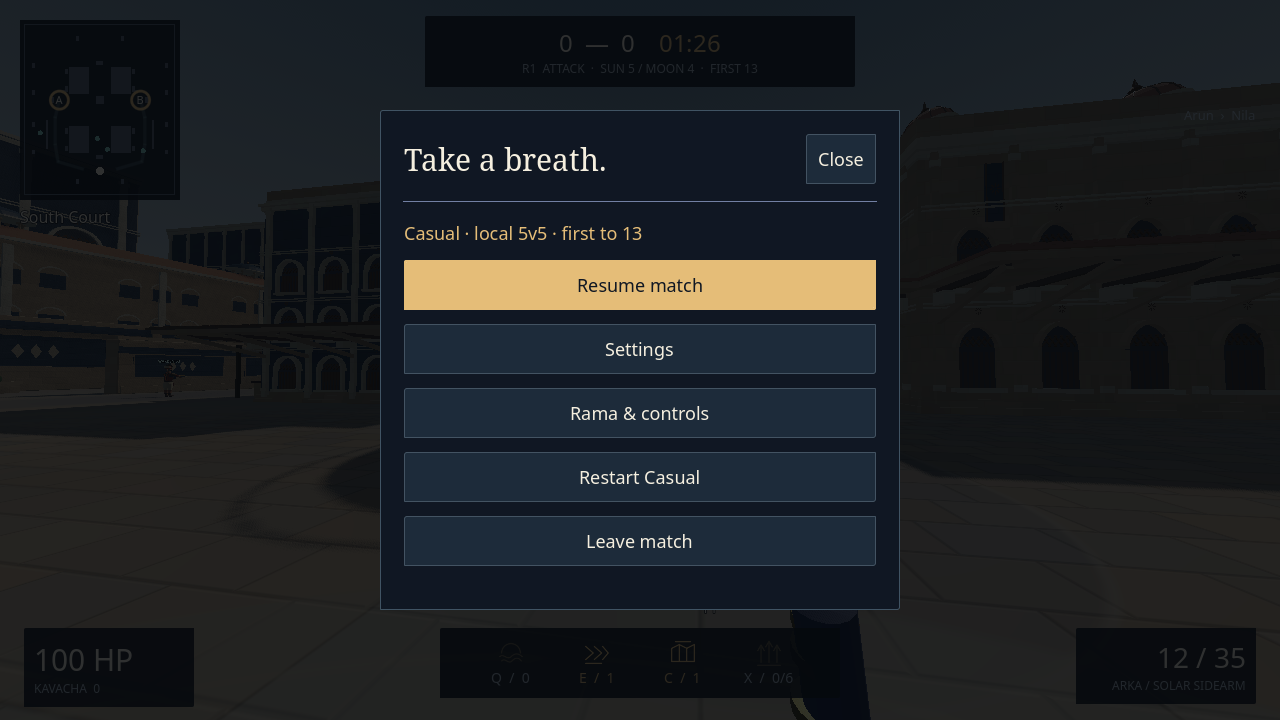 0 — 0 01:26
R1 ATTACK · SUN 5 / MOON 4 · FIRST 13
A
B
South Court
Arun · Nila
Take a breath.
Close
Casual · local 5v5 · first to 13
Resume match
Settings
Rama & controls
Restart Casual
Leave match
100 HP
KAVACHA 0
Q / 0
E / 1
C / 1
X / 0/6
12 / 35
ARKA / SOLAR SIDEARM